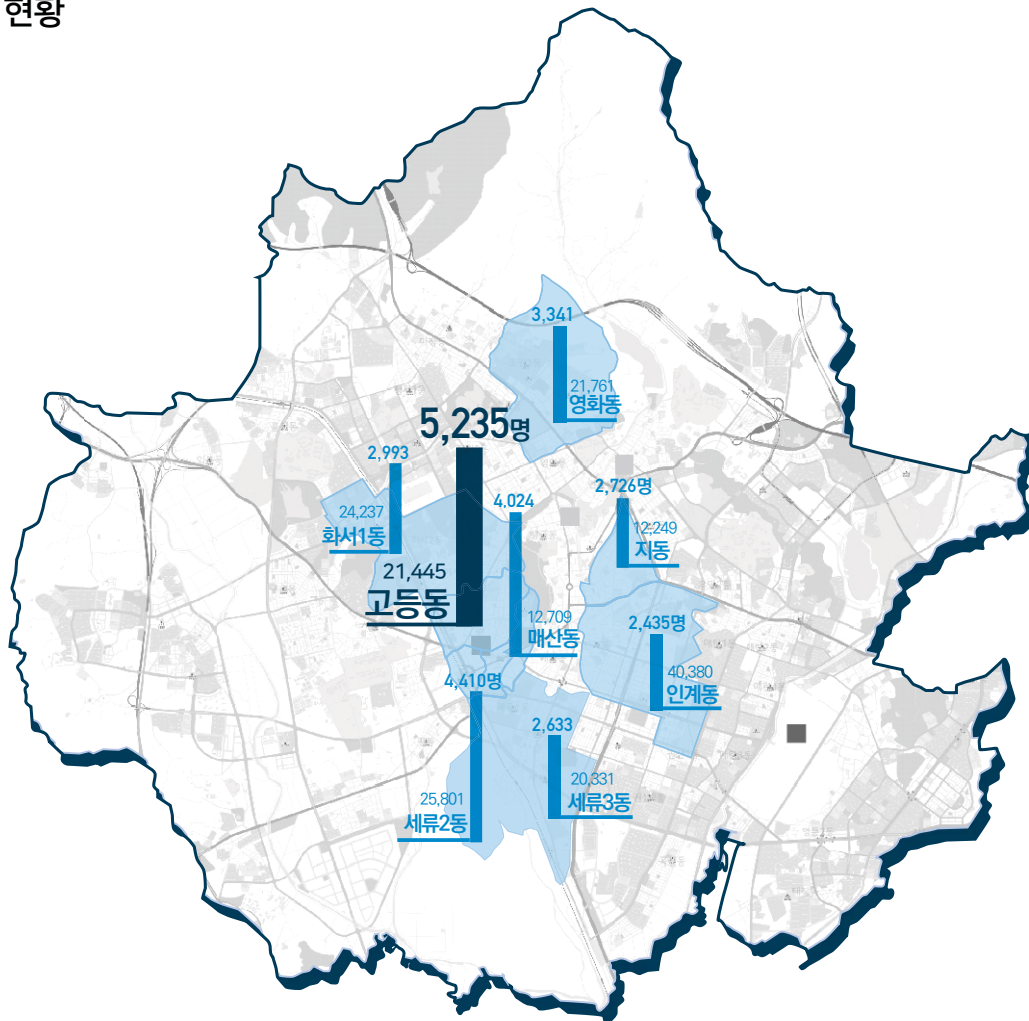 현황
3,341
21,761
영화동
5,235명
2,993
24,237
화서1동
4,024
2,726명
12,249
지동
21,445
고등동
12,709
매산동
2,435명
40,380
인계동
4,410명
2,633
20,331
세류3동
25,801
세류2동